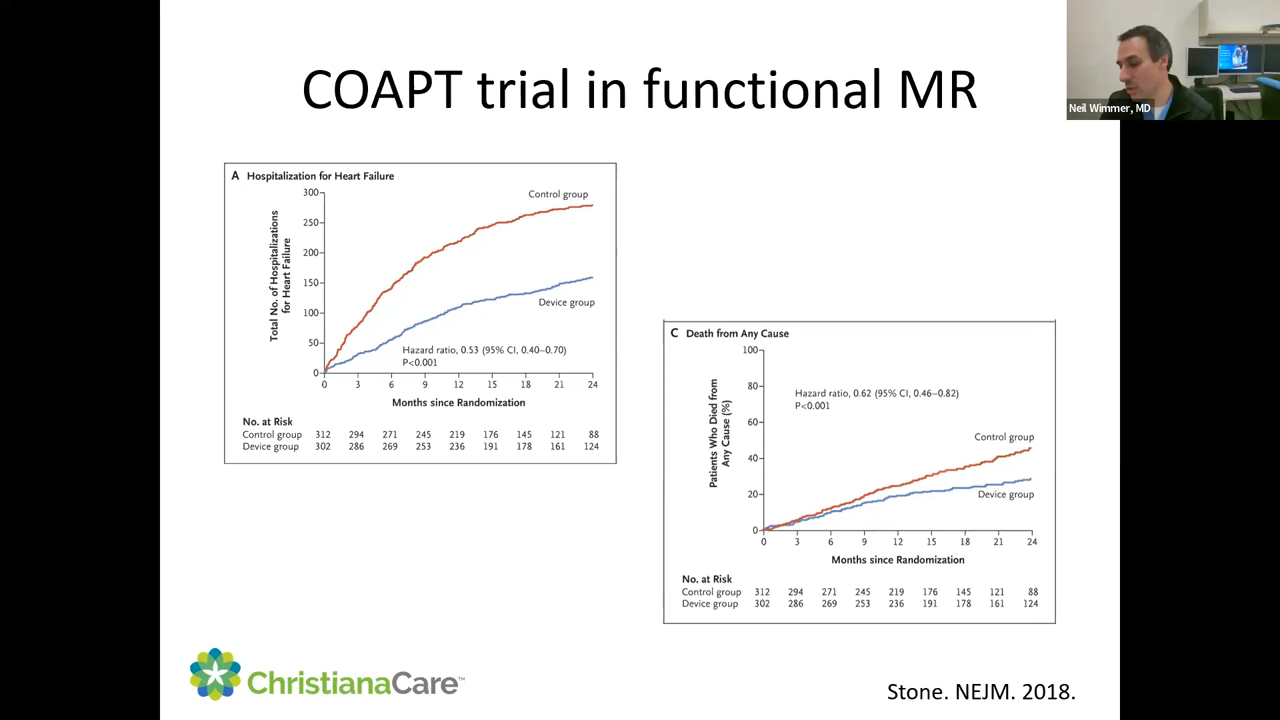 COAPT trial in functional MR
Neil Wimmer, MD
A Hospitalization for Heart Failure
300
250
200
150
100
50
0
Total No. of Hospitalizations
for Heart Failure
Control group
Device group
Hazard ratio, 0.53 (95% CI, 0.40–0.70)
P<0.001
0 3 6 9 12 15 18 21 24
Months since Randomization
No. at Risk
Control group 312 294 271 245 219 176 145 121 88
Device group 302 286 269 253 236 191 178 161 124
C Death from Any Cause
100
80
60
40
20
0
Patients Who Died from
Any Cause (%)
Hazard ratio, 0.62 (95% CI, 0.46–0.82)
P<0.001
Control group
Device group
0 3 6 9 12 15 18 21 24
Months since Randomization
No. at Risk
Control group 312 294 271 245 219 176 145 121 88
Device group 302 286 269 253 236 191 178 161 124
ChristianaCare™
Stone. NEJM. 2018.